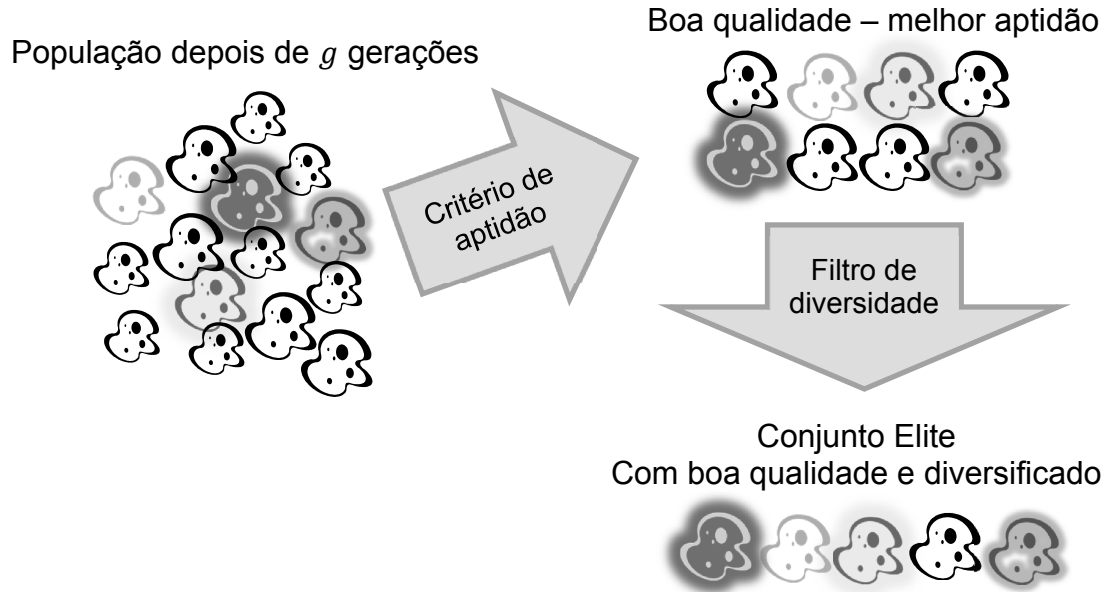 População depois de g gerações
Boa qualidade – melhor aptidão
Critério de
aptidão
Filtro de
diversidade
Conjunto Elite
Com boa qualidade e diversificado